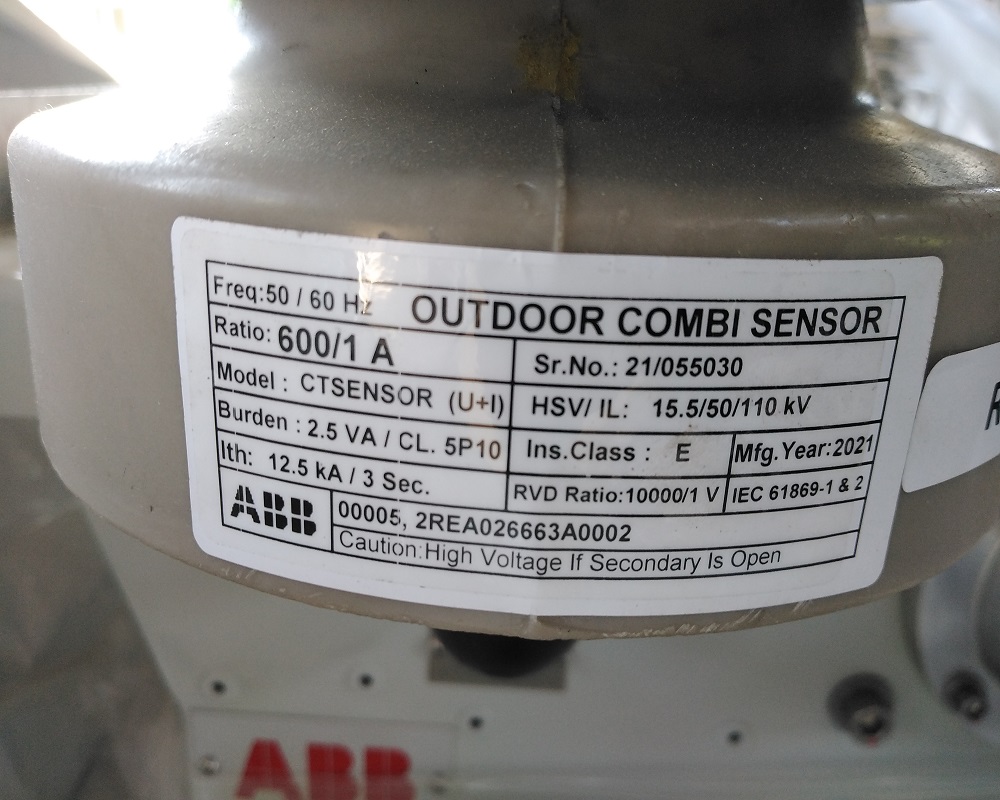 Freq:50 / 60 Hz OUTDOOR COMBI SENSOR
Ratio: 600/1 A Sr.No.: 21/055030
Model : CTSENSOR (U+I) HSV/ IL: 15.5/50/110 kV
Burden : 2.5 VA / CL. 5P10 Ins.Class : E Mfg.Year:2021
Ith: 12.5 kA / 3 Sec. RVD Ratio:10000/1 V IEC 61869-1 & 2
ABB 00005, 2REA026663A0002
Caution:High Voltage If Secondary Is Open
ABB